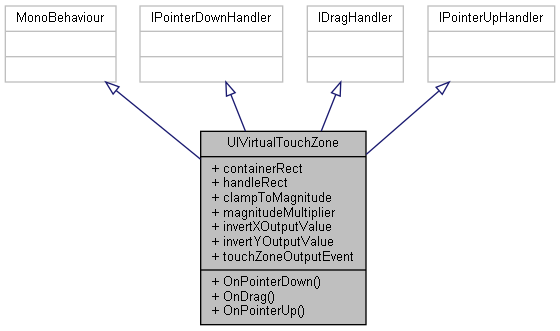 MonoBehaviour
IPointerDownHandler
IDragHandler
IPointerUpHandler
UIVirtualTouchZone
+ containerRect
+ handleRect
+ clampToMagnitude
+ magnitudeMultiplier
+ invertXOutputValue
+ invertYOutputValue
+ touchZoneOutputEvent
+ OnPointerDown()
+ OnDrag()
+ OnPointerUp()